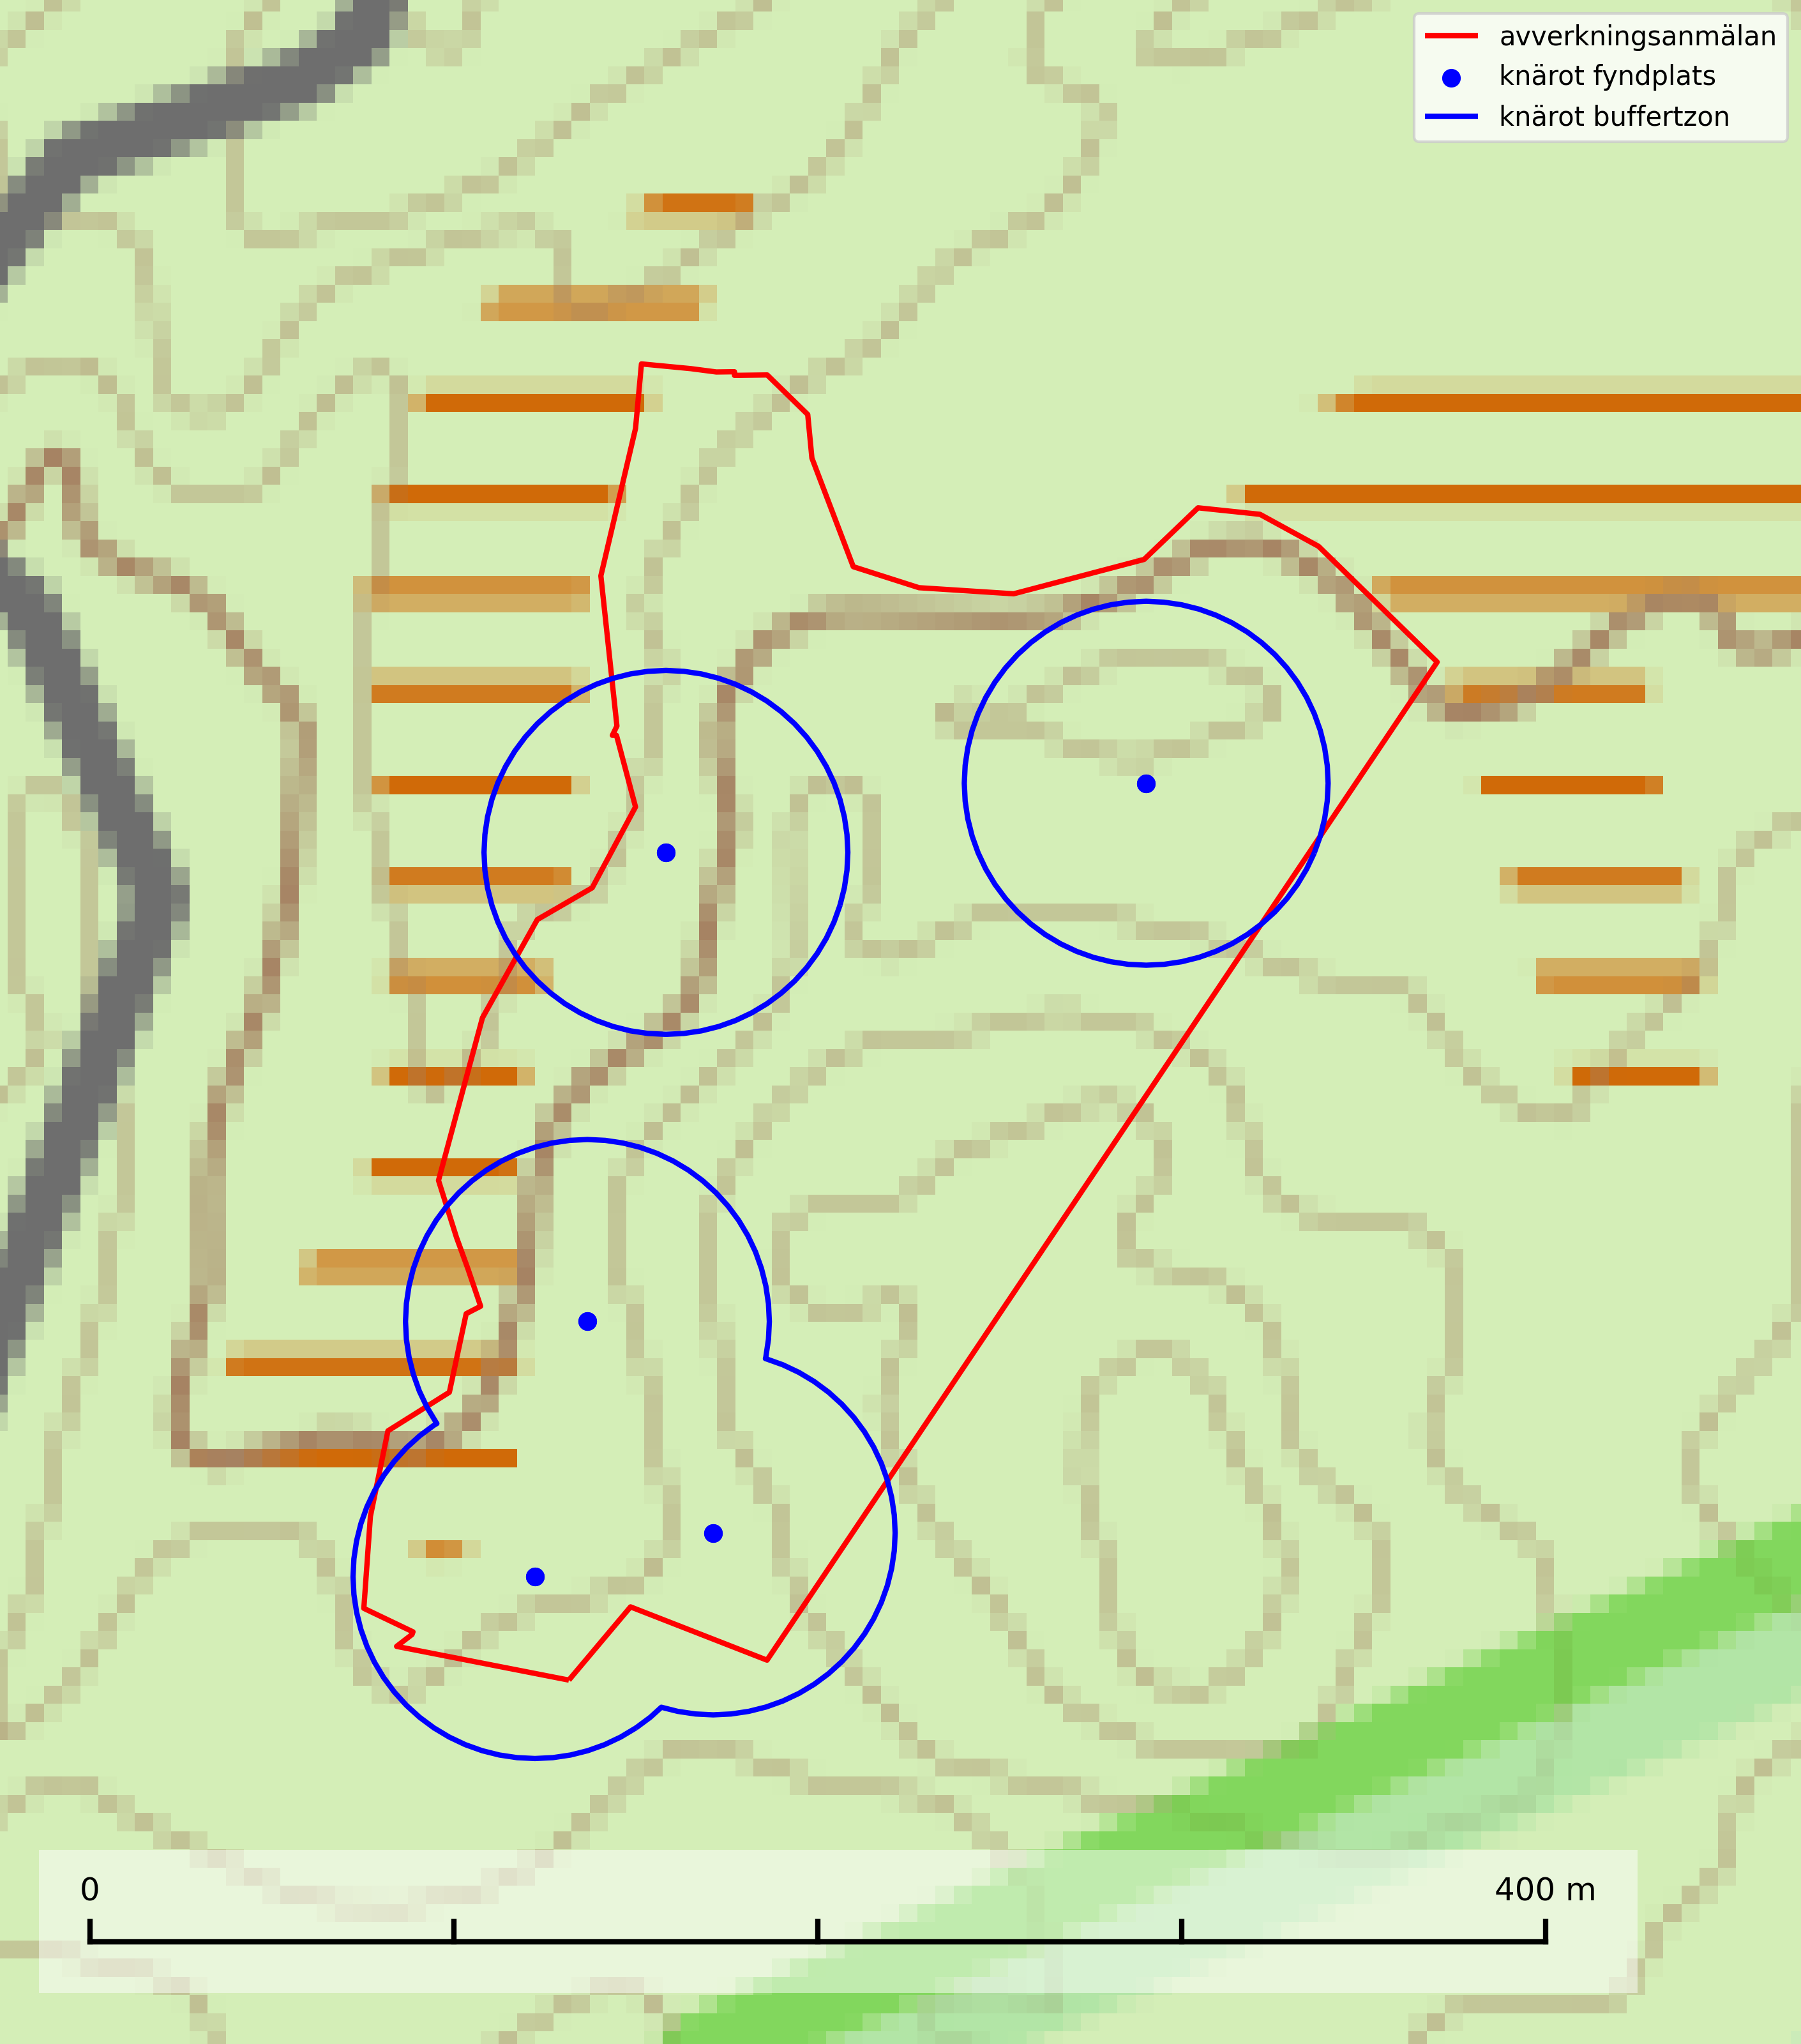 avverkningsanmälan
knärot fyndplats
knärot buffertzon
0
400 m